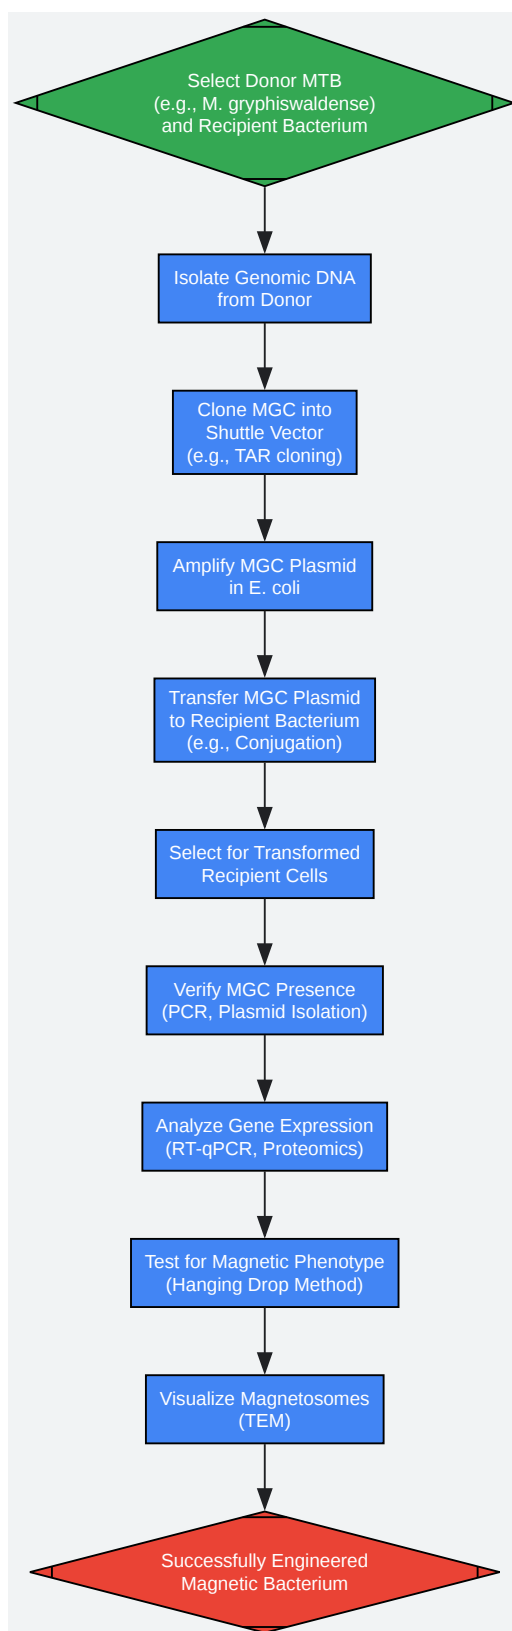 Select Donor MTB
(e.g., M. gryphiswaldense)
and Recipient Bacterium
Isolate Genomic DNA
from Donor
Clone MGC into
Shuttle Vector
(e.g., TAR cloning)
Amplify MGC Plasmid
in E. coli
Transfer MGC Plasmid
to Recipient Bacterium
(e.g., Conjugation)
Select for Transformed
Recipient Cells
Verify MGC Presence
(PCR, Plasmid Isolation)
Analyze Gene Expression
(RT-qPCR, Proteomics)
Test for Magnetic Phenotype
(Hanging Drop Method)
Visualize Magnetosomes
(TEM)
Successfully Engineered
Magnetic Bacterium